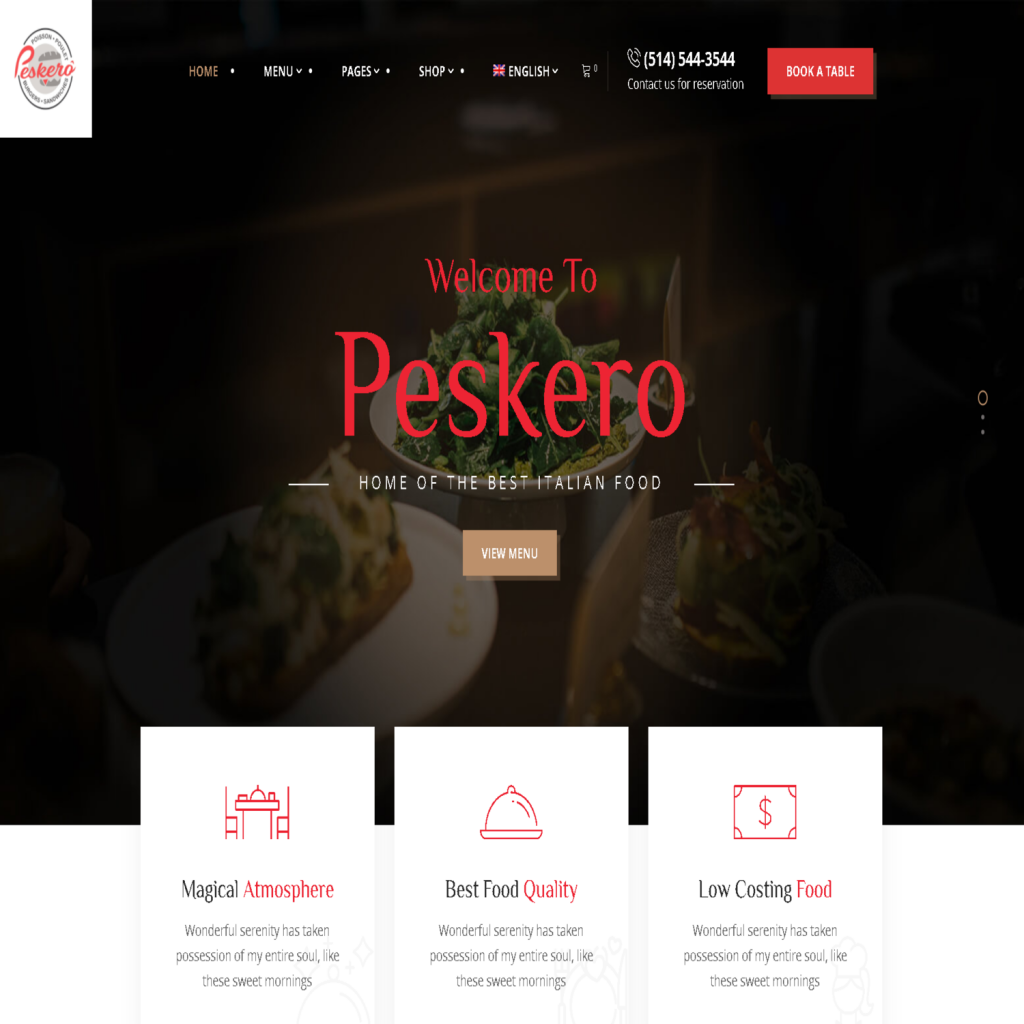 POISSON • POULET
Peskeró
BURGERS • SANDWICHES
HOME • MENU • PAGES • SHOP • ENGLISH 0
(514) 544-3544
Contact us for reservation
BOOK A TABLE
Welcome To
Peskero
HOME OF THE BEST ITALIAN FOOD
VIEW MENU
Magical Atmosphere
Wonderful serenity has taken
possession of my entire soul, like
these sweet mornings
Best Food Quality
Wonderful serenity has taken
possession of my entire soul, like
these sweet mornings
Low Costing Food
Wonderful serenity has taken
possession of my entire soul, like
these sweet mornings